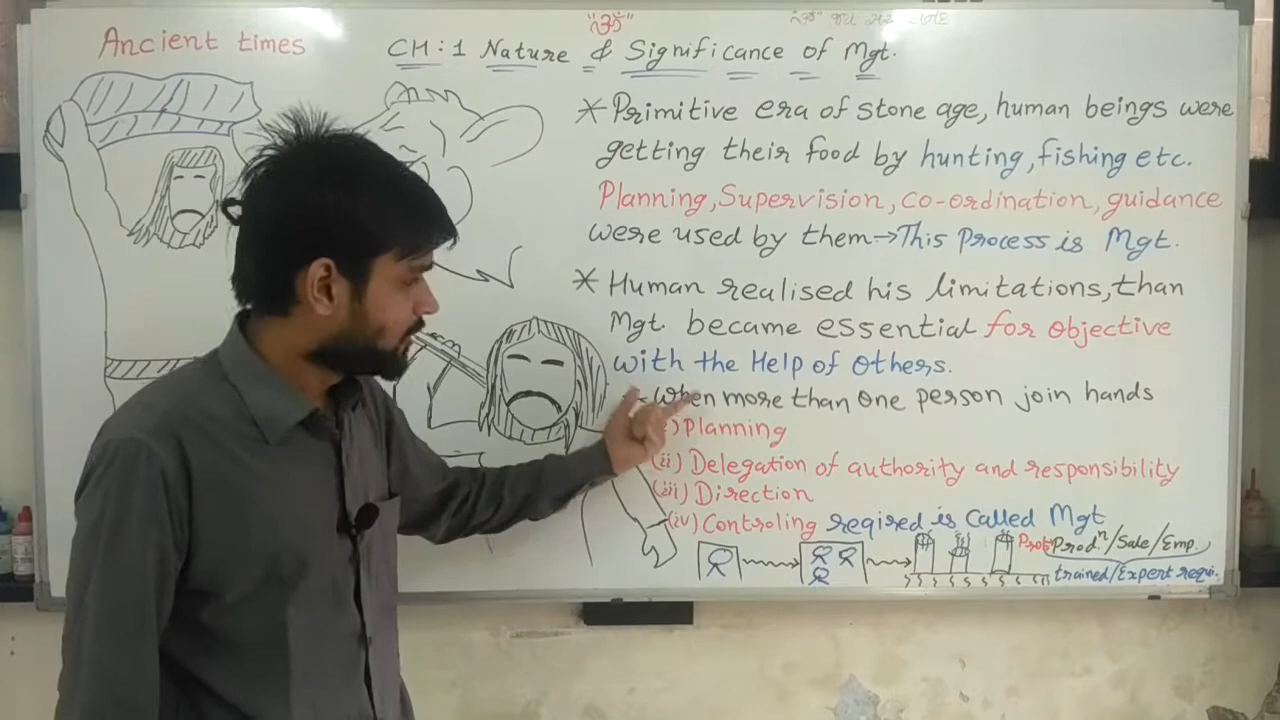 "ॐ"
Ancient times
CH:1 Nature & Significance of Mgt.
* Primitive era of stone age, human beings were
getting their food by hunting, fishing etc.
Planning, Supervision, co-ordination, guidance
were used by them→This Process is Mgt.
* Human realised his limitations, than
Mgt. became essential for objective
with the Help of Others.
When more than one person join hands
) Planning
(ii) Delegation of authority and responsibility
(iii) Direction
(iv) Controling reqired is Called Mgt
Prodⁿ/Sale/Emp.
trained/Expert requi.